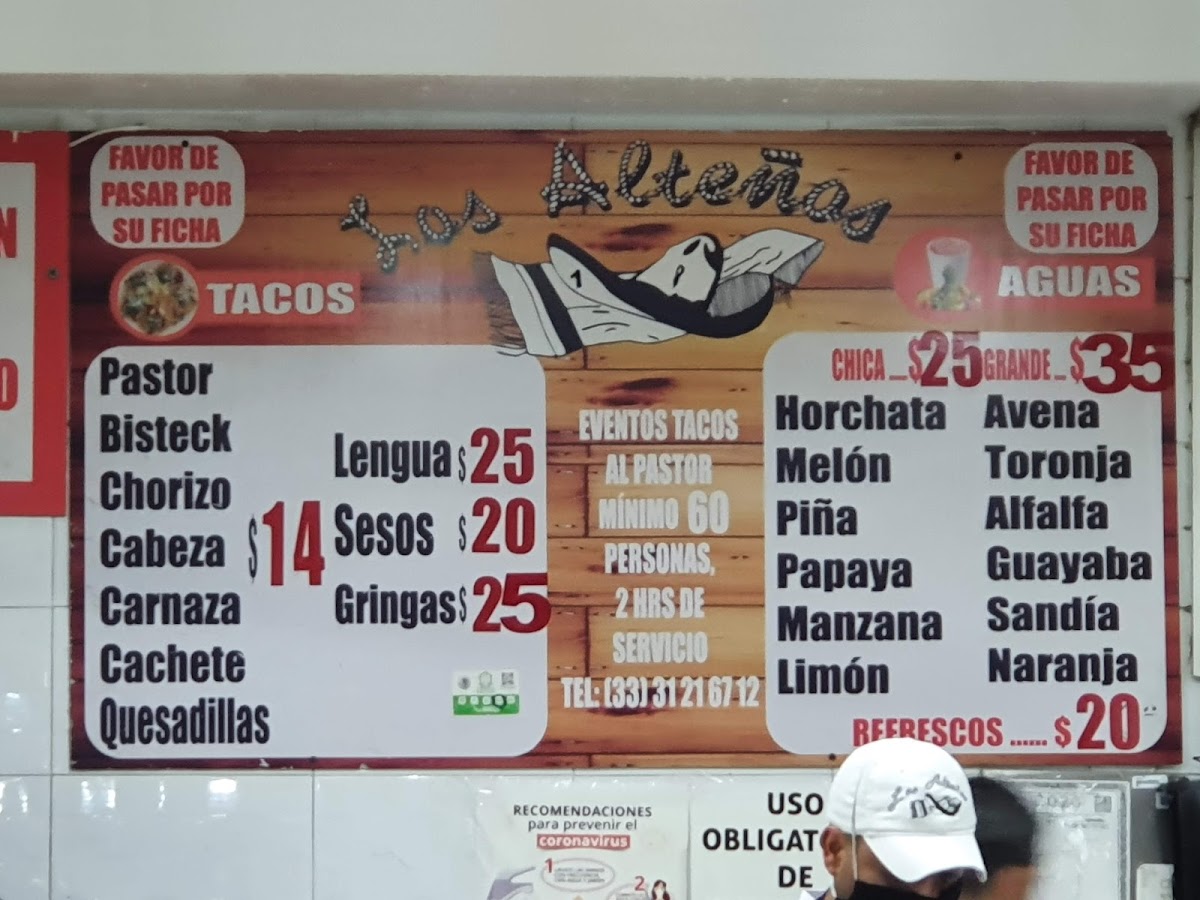 FAVOR DE
PASAR POR
SU FICHA
Los Alteños
FAVOR DE
PASAR POR
SU FICHA
TACOS
Pastor
Bisteck
Chorizo
Cabeza
Carnaza
Cachete
Quesadillas
$14
Lengua $25
Sesos $20
Gringas $25
EVENTOS TACOS
AL PASTOR
MÍNIMO 60
PERSONAS,
2 HRS DE
SERVICIO
TEL: (33) 31 21 67 12
AGUAS
CHICA ...$25 GRANDE .. $35
Horchata
Melón
Piña
Papaya
Manzana
Limón
Avena
Toronja
Alfalfa
Guayaba
Sandía
Naranja
REFRESCOS ...... $20
RECOMENDACIONES
para prevenir el
coronavirus
1
2
USO
OBLIGAT
DE